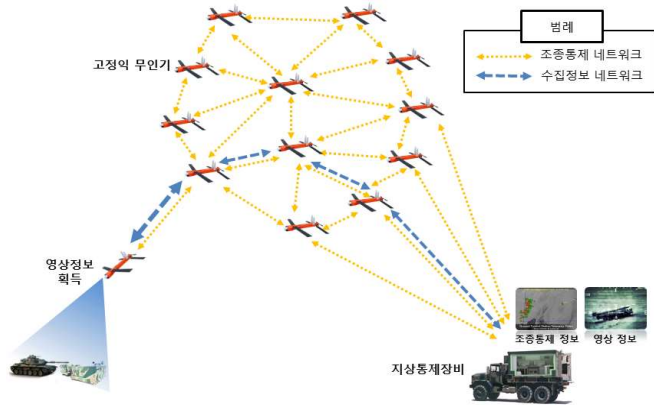 범례
조종통제 네트워크
수집정보 네트워크
고정익 무인기
영상정보
획득
조종통제 정보
영상 정보
지상통제장비